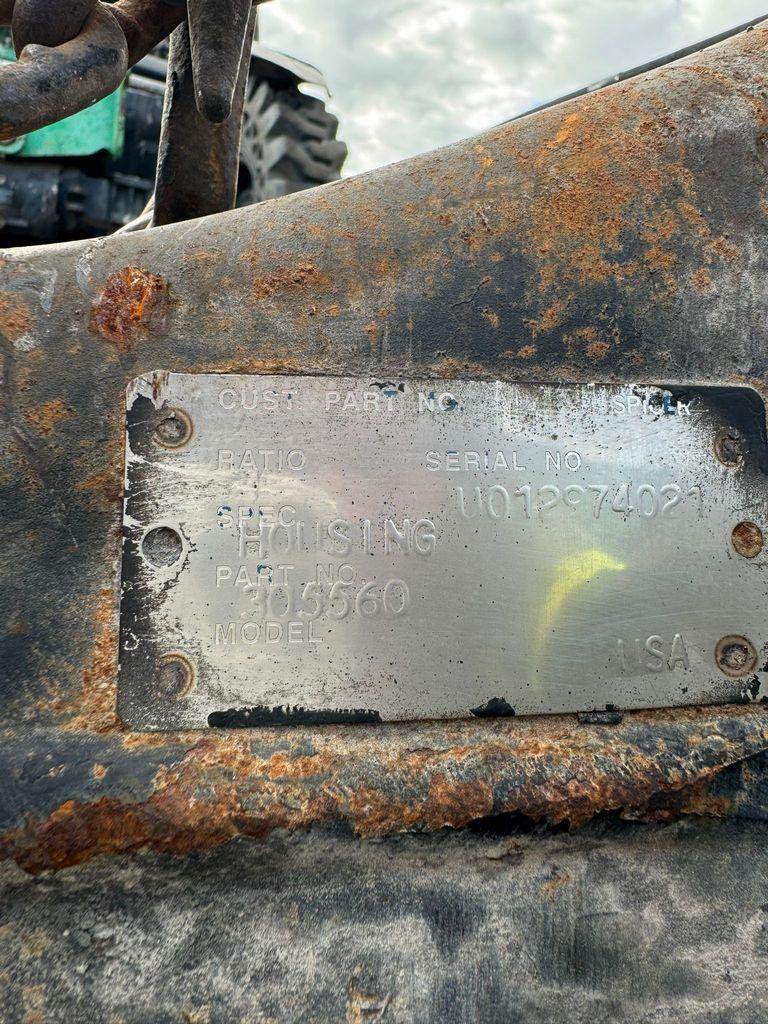 CUST. PART NO. SPICER
RATIO SERIAL NO
U012974021
SPEC
HOUSING
PART NO.
305560
MODEL
USA